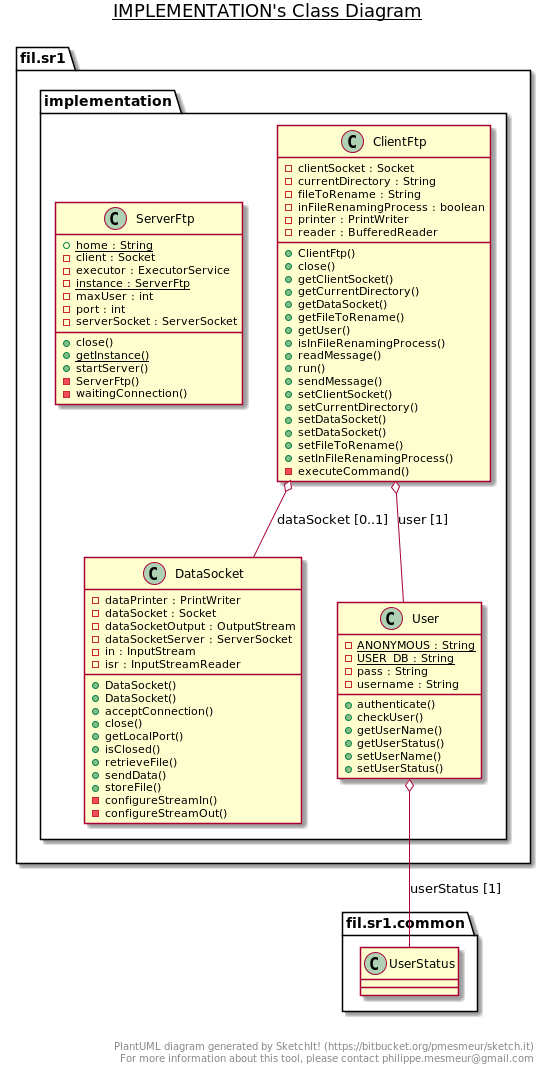 IMPLEMENTATION's Class Diagram
fil.sr1
implementation
C ClientFtp
clientSocket : Socket
currentDirectory : String
fileToRename : String
inFileRenamingProcess : boolean
printer : PrintWriter
reader : BufferedReader
ClientFtp()
close()
getClientSocket()
getCurrentDirectory()
getDataSocket()
getFileToRename()
getUser()
isInFileRenamingProcess()
readMessage()
run()
sendMessage()
setClientSocket()
setCurrentDirectory()
setDataSocket()
setDataSocket()
setFileToRename()
setInFileRenamingProcess()
executeCommand()
C ServerFtp
home : String
client : Socket
executor : ExecutorService
instance : ServerFtp
maxUser : int
port : int
serverSocket : ServerSocket
close()
getInstance()
startServer()
ServerFtp()
waitingConnection()
dataSocket [0..1]
user [1]
C DataSocket
dataPrinter : PrintWriter
dataSocket : Socket
dataSocketOutput : OutputStream
dataSocketServer : ServerSocket
in : InputStream
isr : InputStreamReader
DataSocket()
DataSocket()
acceptConnection()
close()
getLocalPort()
isClosed()
retrieveFile()
sendData()
storeFile()
configureStreamIn()
configureStreamOut()
C User
ANONYMOUS : String
USER_DB : String
pass : String
username : String
authenticate()
checkUser()
getUserName()
getUserStatus()
setUserName()
setUserStatus()
userStatus [1]
fil.sr1.common
C UserStatus
PlantUML diagram generated by SketchIt! (https://bitbucket.org/pmesmeur/sketch.it)
For more information about this tool, please contact philippe.mesmeur@gmail.com